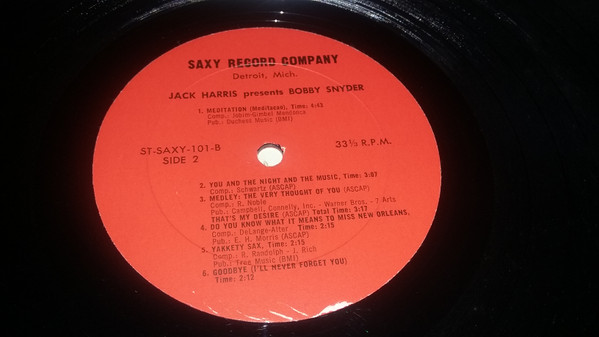 SAXY RECORD COMPANY
Detroit, Mich.
JACK HARRIS presents BOBBY SNYDER
1. MEDITATION (Meditasao), Time: 4:43
Comp.: Jobim-Gimbel Mendonca
Pub.: Duchess Music (BMI)
ST-SAXY-101-B
SIDE 2
33⅓ R.P.M.
2. YOU AND THE NIGHT AND THE MUSIC, Time: 3:07
Comp.: Schwartz (ASCAP)
3. MEDLEY: THE VERY THOUGHT OF YOU (ASCAP)
Comp.: R. Noble
Pub.: Campbell, Connelly, Inc. - Warner Bros. - 7 Arts
THAT'S MY DESIRE (ASCAP) Total Time: 3:17
4. DO YOU KNOW WHAT IT MEANS TO MISS NEW ORLEANS,
Comp.: DeLange-Alter Time: 2:15
Pub.: E. H. Morris (ASCAP)
5. YAKKETY SAX, Time: 2:15
Comp.: R. Randolph - J. Rich
Pub.: Tree Music (BMI)
6. GOODBYE (I'LL NEVER FORGET YOU)
Time: 2:12